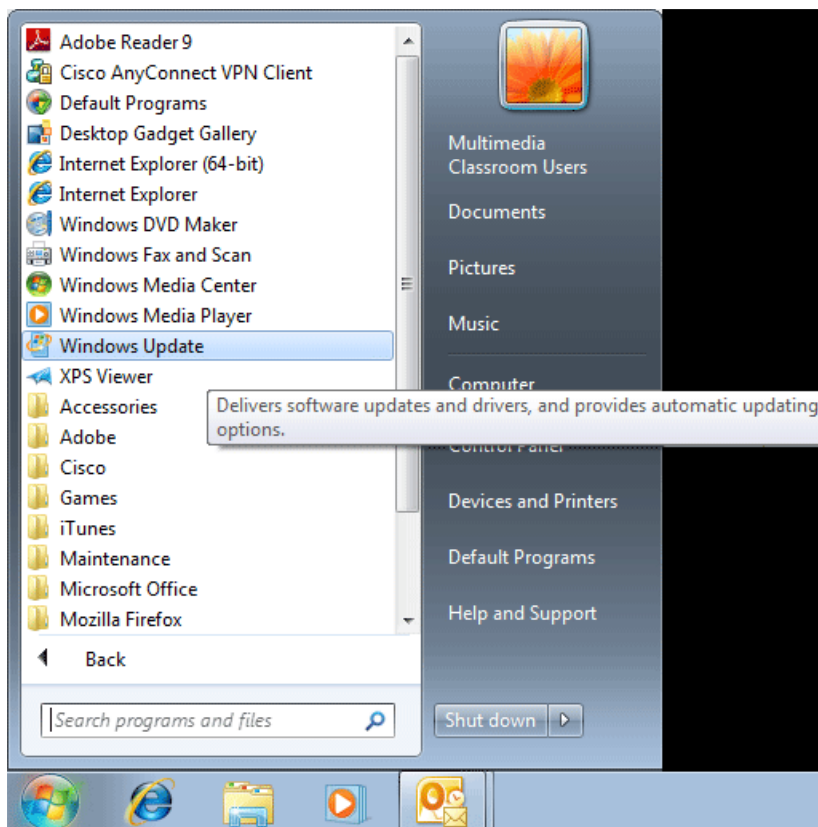 Adobe Reader 9
Cisco AnyConnect VPN Client
Default Programs
Desktop Gadget Gallery
Internet Explorer (64-bit)
Internet Explorer
Windows DVD Maker
Windows Fax and Scan
Windows Media Center
Windows Media Player
Windows Update
XPS Viewer
Accessories
Adobe
Cisco
Games
iTunes
Maintenance
Microsoft Office
Mozilla Firefox
Back
Search programs and files
Multimedia
Classroom Users
Documents
Pictures
Music
Computer
Delivers software updates and drivers, and provides automatic updating
options.
Control Panel
Devices and Printers
Default Programs
Help and Support
Shut down